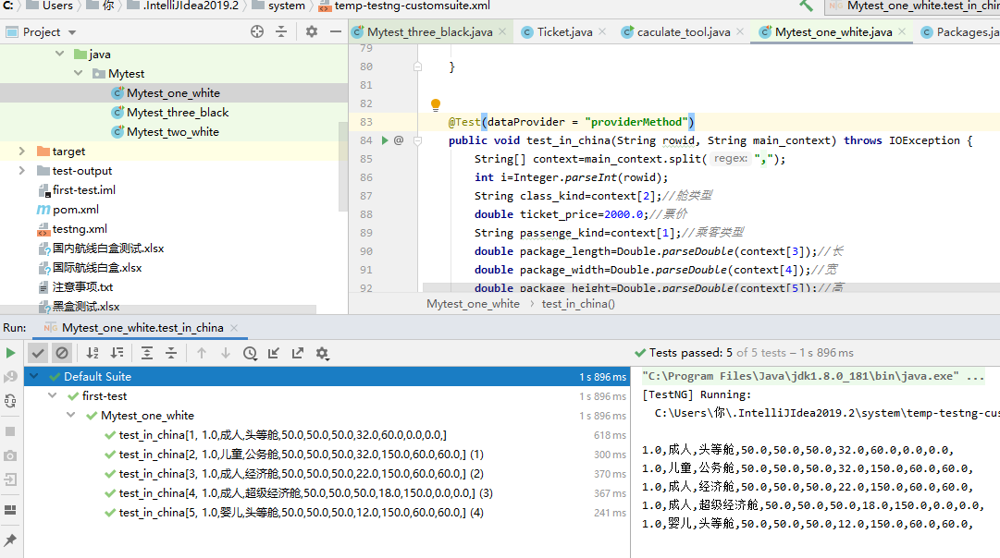 C: Users 你 .IntelliJIdea2019.2 system temp-testng-customsuite.xml Mytest_one_white.test_in_chin
Project
Mytest_three_black.java Ticket.java caculate_tool.java Mytest_one_white.java Packages.ja
java
Mytest
Mytest_one_white
Mytest_three_black
Mytest_two_white
target
test-output
first-test.iml
pom.xml
testng.xml
国内航线白盒测试.xlsx
国际航线白盒.xlsx
注意事项.txt
黑盒测试.xlsx
79
80 }
81
82
83 @Test(dataProvider = "providerMethod")
84 @ public void test_in_china(String rowid, String main_context) throws IOException {
85 String[] context=main_context.split( regex: ",");
86 int i=Integer.parseInt(rowid);
87 String class_kind=context[2];//舱类型
88 double ticket_price=2000.0;//票价
89 String passenge_kind=context[1];//乘客类型
90 double package_length=Double.parseDouble(context[3]);//长
91 double package_width=Double.parseDouble(context[4]);//宽
92 double package_height=Double.parseDouble(context[5]);//高
Mytest_one_white › test_in_china()
Run: Mytest_one_white.test_in_china
Tests passed: 5 of 5 tests – 1 s 896 ms
Default Suite 1 s 896 ms
first-test 1 s 896 ms
Mytest_one_white 1 s 896 ms
test_in_china[1, 1.0,成人,头等舱,50.0,50.0,50.0,32.0,60.0,0.0,0.0,] 618 ms
test_in_china[2, 1.0,儿童,公务舱,50.0,50.0,50.0,32.0,150.0,60.0,60.0,] (1) 300 ms
test_in_china[3, 1.0,成人,经济舱,50.0,50.0,50.0,22.0,150.0,60.0,60.0,] (2) 370 ms
test_in_china[4, 1.0,成人,超级经济舱,50.0,50.0,50.0,18.0,150.0,0.0,0.0,] (3) 367 ms
test_in_china[5, 1.0,婴儿,头等舱,50.0,50.0,50.0,12.0,150.0,60.0,60.0,] (4) 241 ms
"C:\Program Files\Java\jdk1.8.0_181\bin\java.exe" ...
[TestNG] Running:
C:\Users\你\.IntelliJIdea2019.2\system\temp-testng-cus
1.0,成人,头等舱,50.0,50.0,50.0,32.0,60.0,0.0,0.0,
1.0,儿童,公务舱,50.0,50.0,50.0,32.0,150.0,60.0,60.0,
1.0,成人,经济舱,50.0,50.0,50.0,22.0,150.0,60.0,60.0,
1.0,成人,超级经济舱,50.0,50.0,50.0,18.0,150.0,0.0,0.0,
1.0,婴儿,头等舱,50.0,50.0,50.0,12.0,150.0,60.0,60.0,